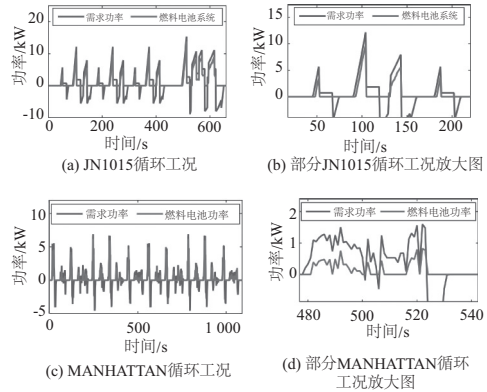 需求功率 燃料电池系统
功率/kW
20
10
0
-10
0 200 400 600
时间/s
(a) JN1015循环工况
需求功率 燃料电池系统
功率/kW
15
10
5
0
50 100 150 200
时间/s
(b) 部分JN1015循环工况放大图
需求功率 燃料电池功率
功率/kW
10
5
0
-5
0 500 1 000
时间/s
(c) MANHATTAN循环工况
需求功率 燃料电池功率
功率/kW
2
1
0
480 500 520 540
时间/s
(d) 部分MANHATTAN循环
工况放大图